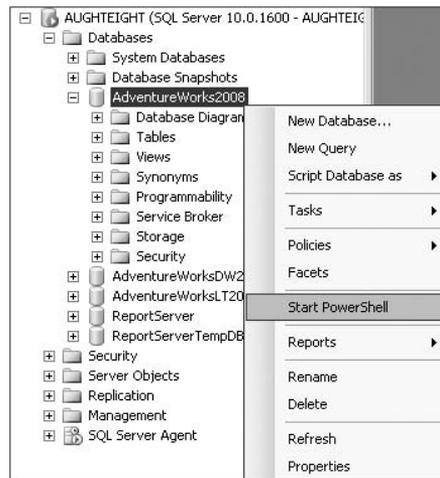 AUGHTEIGHT (SQL Server 10.0.1600 - AUGHTEIG
Databases
System Databases
Database Snapshots
AdventureWorks2008
Database Diagran
Tables
Views
Synonyms
Programmability
Service Broker
Storage
Security
AdventureWorksDW2
AdventureWorksLT20
ReportServer
ReportServerTempDB
Security
Server Objects
Replication
Management
SQL Server Agent
New Database...
New Query
Script Database as
Tasks
Policies
Facets
Start PowerShell
Reports
Rename
Delete
Refresh
Properties